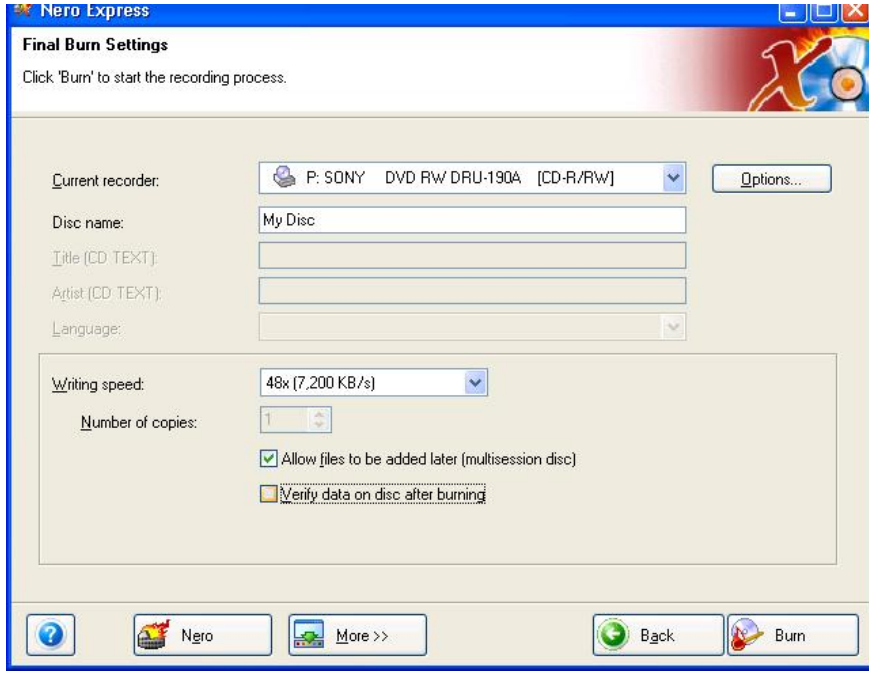 Nero Express
Final Burn Settings
Click 'Burn' to start the recording process.
Current recorder: P: SONY DVD RW DRU-190A [CD-R/RW] Options...
Disc name: My Disc
Title (CD TEXT):
Artist (CD TEXT):
Language:
Writing speed: 48x (7,200 KB/s)
Number of copies: 1
Allow files to be added later (multisession disc)
Verify data on disc after burning
Nero More >> Back Burn